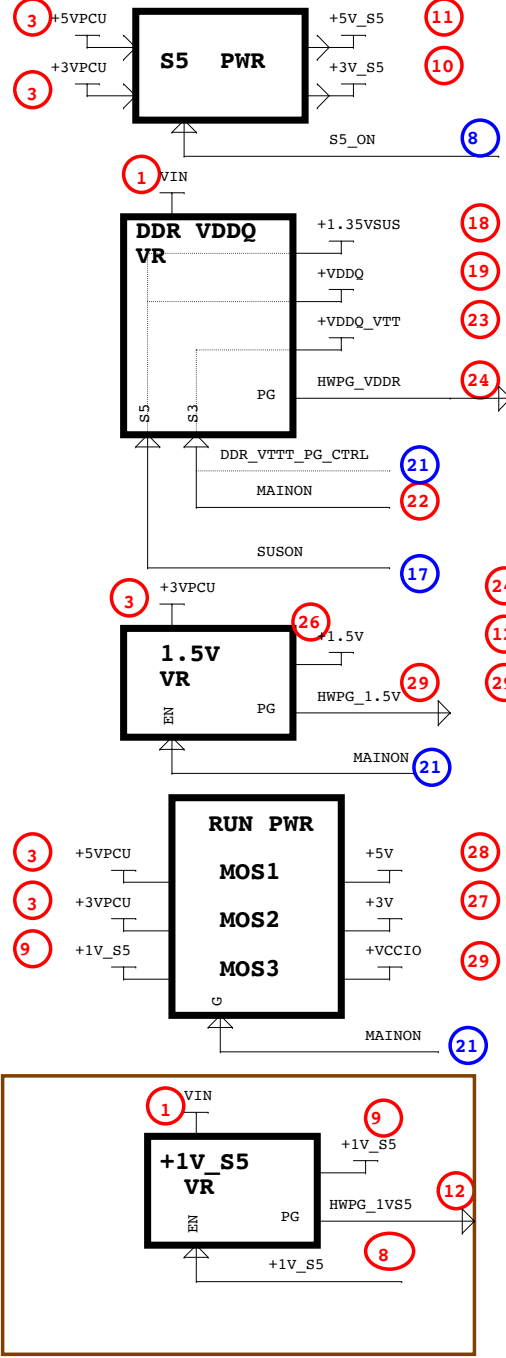 3 +5VPCU +5V_S5 11
S5 PWR
3 +3VPCU +3V_S5 10
S5_ON 8
1 VIN
DDR VDDQ
VR
+1.35VSUS 18
+VDDQ 19
+VDDQ_VTT 23
PG HWPG_VDDR 24
S5 S3
DDR_VTTT_PG_CTRL 21
MAINON 22
SUSON 17
3 +3VPCU 24
26 +1.5V 12
1.5V
VR
EN PG HWPG_1.5V 29 29
MAINON 21
RUN PWR
3 +5VPCU MOS1 +5V 28
3 +3VPCU MOS2 +3V 27
9 +1V_S5 MOS3 +VCCIO 29
G
MAINON 21
1 VIN 9
+1V_S5
+1V_S5
VR
EN PG HWPG_1VS5 12
+1V_S5 8